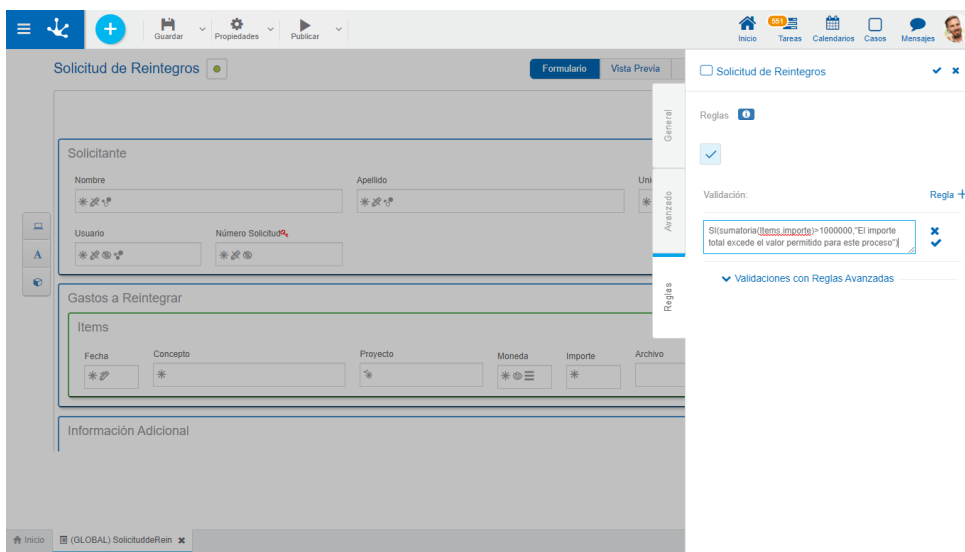 Guardar
Propiedades
Publicar
Inicio
551
Tareas
Calendarios
Casos
Mensajes
Solicitud de Reintegros
Formulario
Vista Previa
Solicitante
Nombre
Apellido
Uni
Usuario
Número Solicitud
A
Gastos a Reintegrar
Items
Fecha
Concepto
Proyecto
Moneda
Importe
Archivo
Información Adicional
General
Avanzado
Reglas
Solicitud de Reintegros
Reglas
Validación:
Regla
SI(sumatoria(Items.importe)>1000000,"El importe
total excede el valor permitido para este proceso")
Validaciones con Reglas Avanzadas
Inicio
(GLOBAL) SolicituddeRein